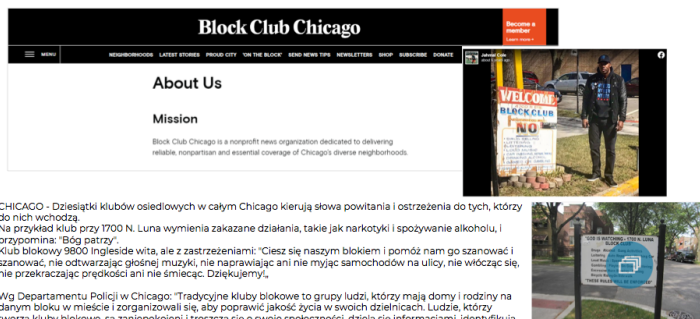 Block Club Chicago
Become a member
Learn more
MENU
NEIGHBORHOODS LATEST STORIES PROUD CITY 'ON THE BLOCK' SEND NEWS TIPS NEWSLETTERS SHOP SUBSCRIBE DONATE
About Us
Mission
Block Club Chicago is a nonprofit news organization dedicated to delivering
reliable, nonpartisan and essential coverage of Chicago's diverse neighborhoods.
Jahmal Cole
WELCOME
BLOCK CLUB
NO
CHICAGO - Dziesiątki klubów osiedlowych w całym Chicago kierują słowa powitania i ostrzeżenia do tych, którzy
do nich wchodzą.
Na przykład klub przy 1700 N. Luna wymienia zakazane działania, takie jak narkotyki i spożywanie alkoholu, i
przypomina: "Bóg patrzy".
Klub blokowy 9800 Ingleside wita, ale z zastrzeżeniami: "Ciesz się naszym blokiem i pomóż nam go szanować i
szanować, nie odtwarzając głośnej muzyki, nie naprawiając ani nie myjąc samochodów na ulicy, nie włócząc się,
nie przekraczając prędkości ani nie śmiecąc. Dziękujemy!„
"GOD IS WATCHING - 1700 N. LUNA
BLOCK CLUB"
Wg Departamentu Policji w Chicago: "Tradycyjne kluby blokowe to grupy ludzi, którzy mają domy i rodziny na
danym bloku w mieście i zorganizowali się, aby poprawić jakość życia w swoich dzielnicach. Ludzie, którzy